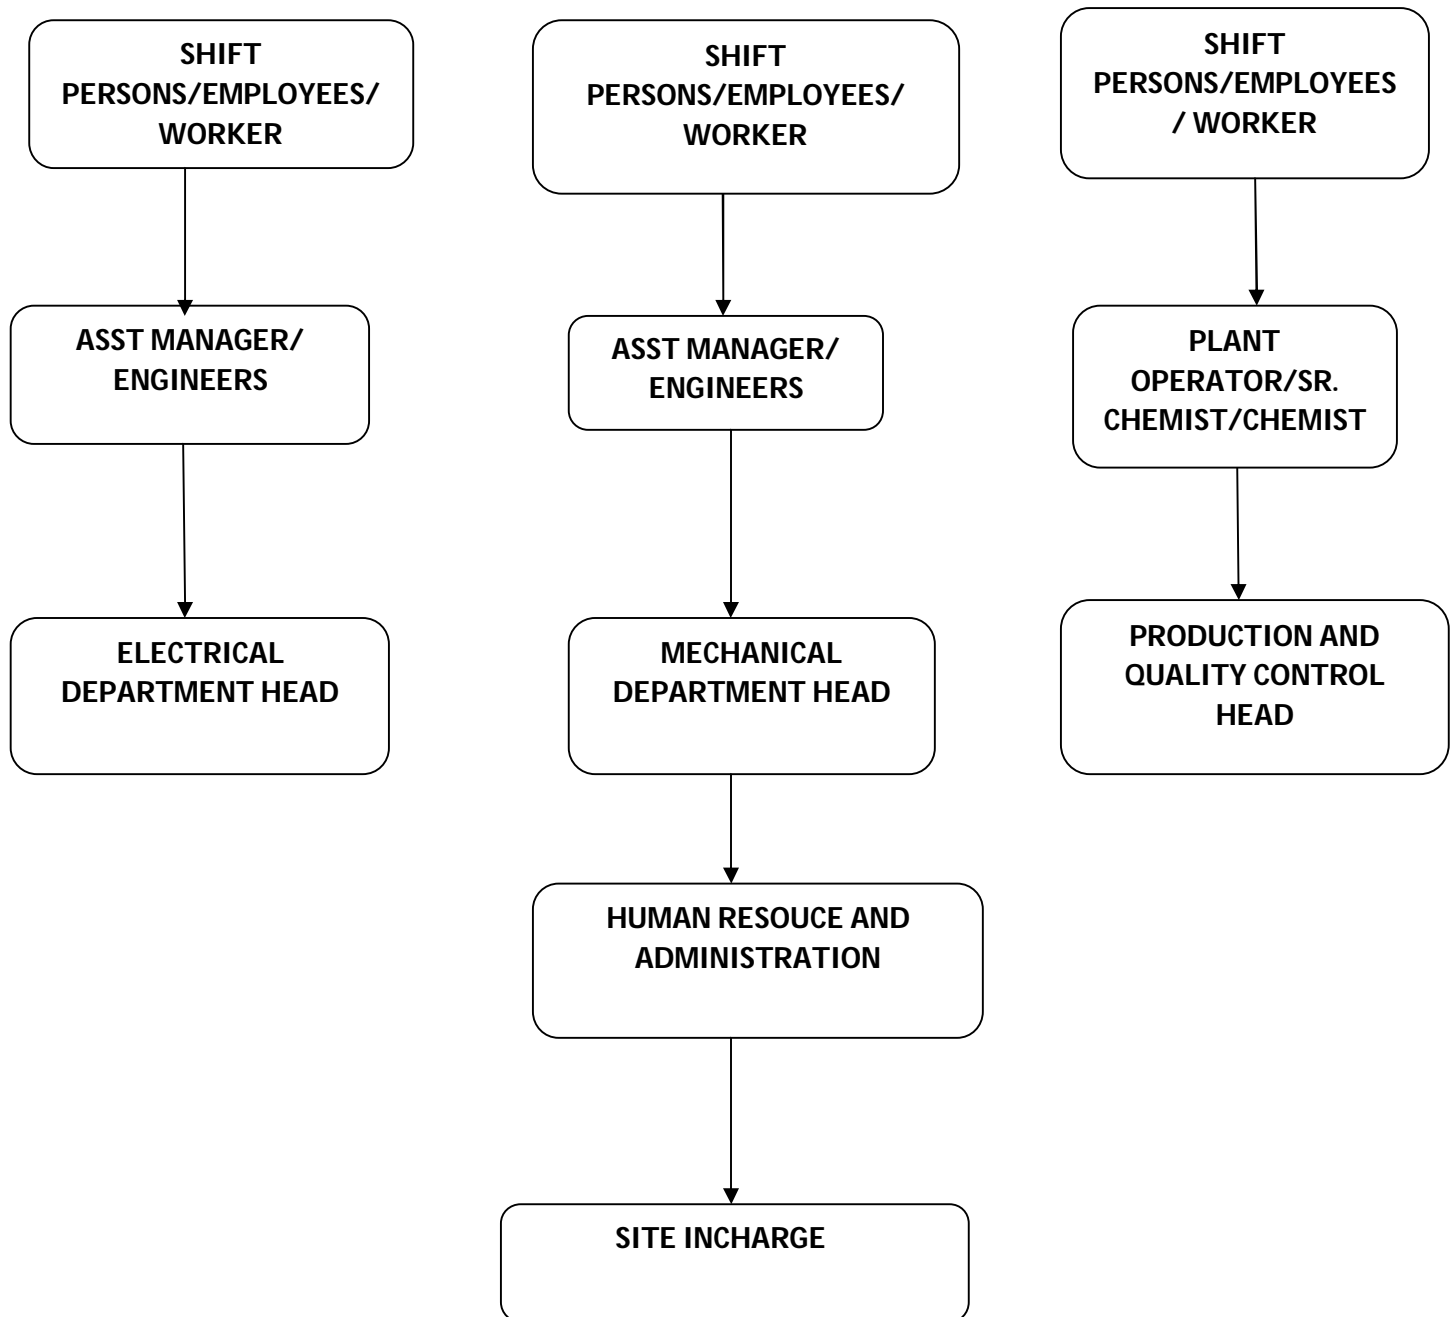 SHIFT
PERSONS/EMPLOYEES/
WORKER
SHIFT
PERSONS/EMPLOYEES/
WORKER
SHIFT
PERSONS/EMPLOYEES
/ WORKER
ASST MANAGER/
ENGINEERS
ASST MANAGER/
ENGINEERS
PLANT
OPERATOR/SR.
CHEMIST/CHEMIST
ELECTRICAL
DEPARTMENT HEAD
MECHANICAL
DEPARTMENT HEAD
PRODUCTION AND
QUALITY CONTROL
HEAD
HUMAN RESOUCE AND
ADMINISTRATION
SITE INCHARGE